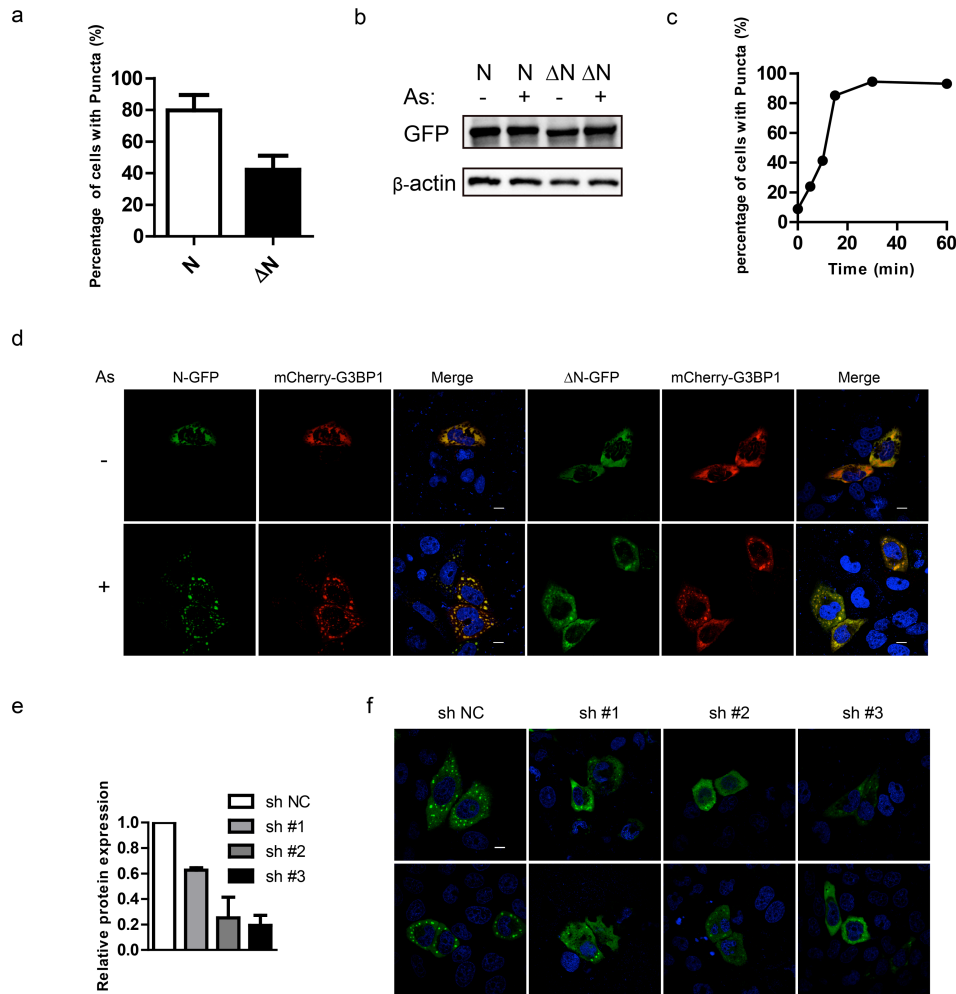 a
Percentage of cells with Puncta (%)
100
80
60
40
20
0
N
ΔN
b
N N ΔN ΔN
As: - + - +
GFP
β-actin
c
percentage of cells with Puncta (%)
100
80
60
40
20
0
0 20 40 60
Time (min)
d
As N-GFP mCherry-G3BP1 Merge ΔN-GFP mCherry-G3BP1 Merge
-
+
e
Relative protein expression
1.0
0.8
0.6
0.4
0.2
0.0
sh NC
sh #1
sh #2
sh #3
f
sh NC sh #1 sh #2 sh #3